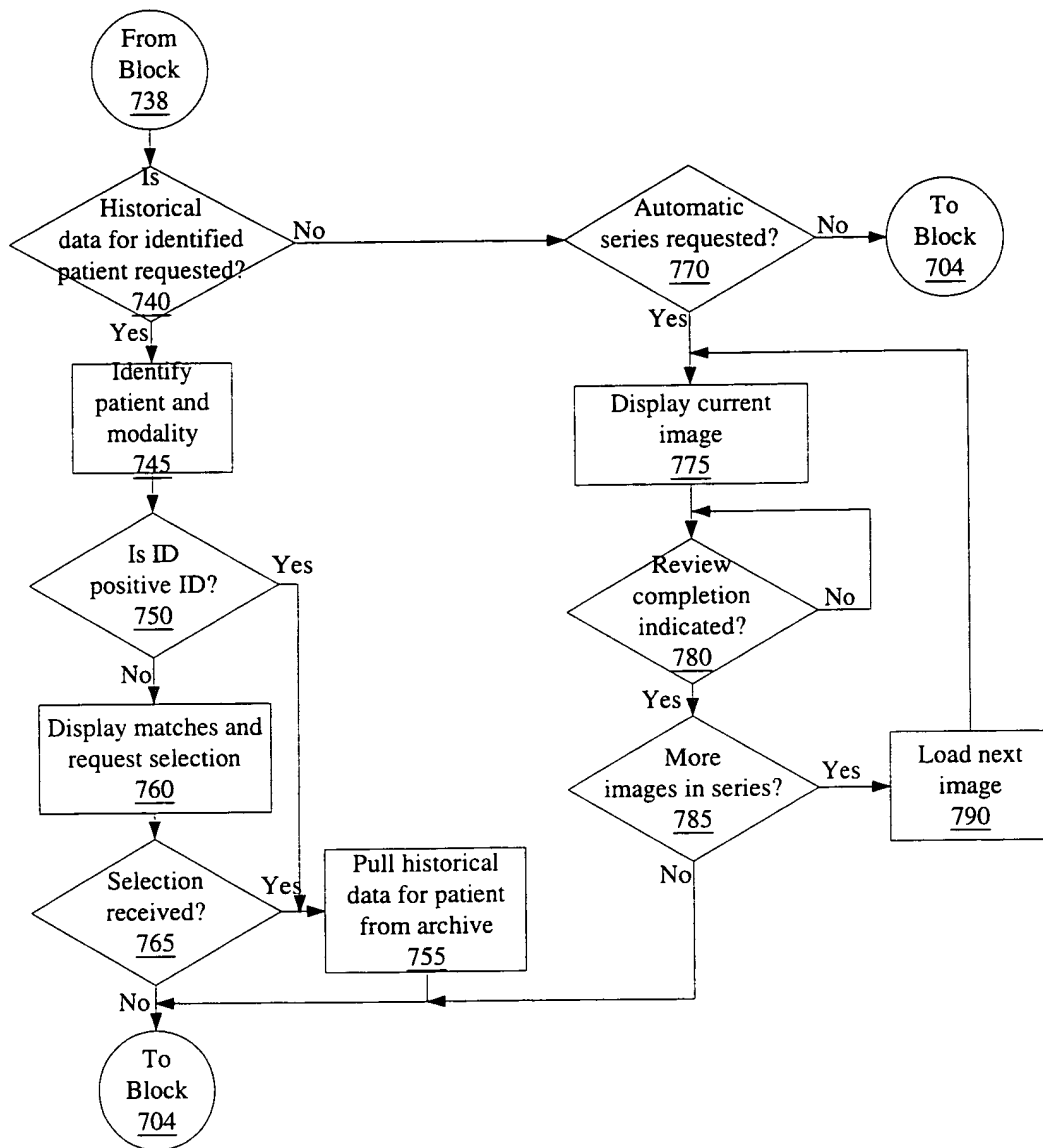 From
Block
738
Is
Historical
data for identified
patient requested?
740
No
Automatic
series requested?
770
No
To
Block
704
Yes
Identify
patient and
modality
745
Yes
Display current
image
775
Is ID
positive ID?
750
Yes
No
Review
completion
indicated?
780
No
Yes
Display matches and
request selection
760
More
images in series?
785
Yes
Load next
image
790
No
Selection
received?
765
Yes
Pull historical
data for patient
from archive
755
No
To
Block
704